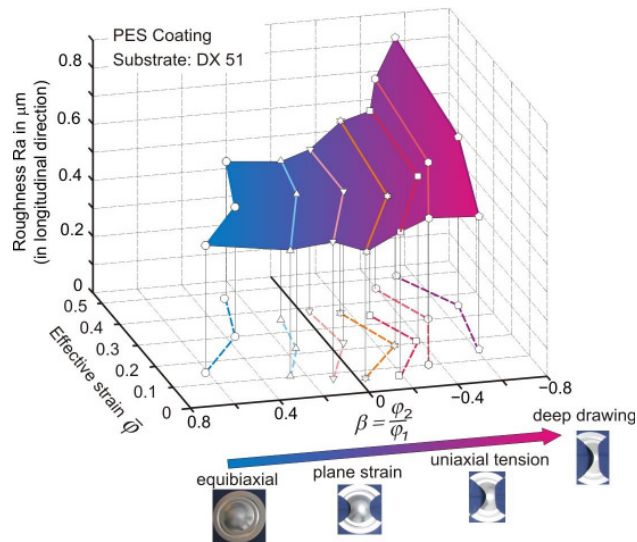 PES Coating
Substrate: DX 51
Roughness Ra in μm
(in longitudinal direction)
0.8
0.6
0.4
0.2
0
Effective strain φ̄
0.5
0.4
0.3
0.2
0.1
0
0.8
0.4
0
−0.4
−0.8
β = φ₂/φ₁
equibiaxial
plane strain
uniaxial tension
deep drawing